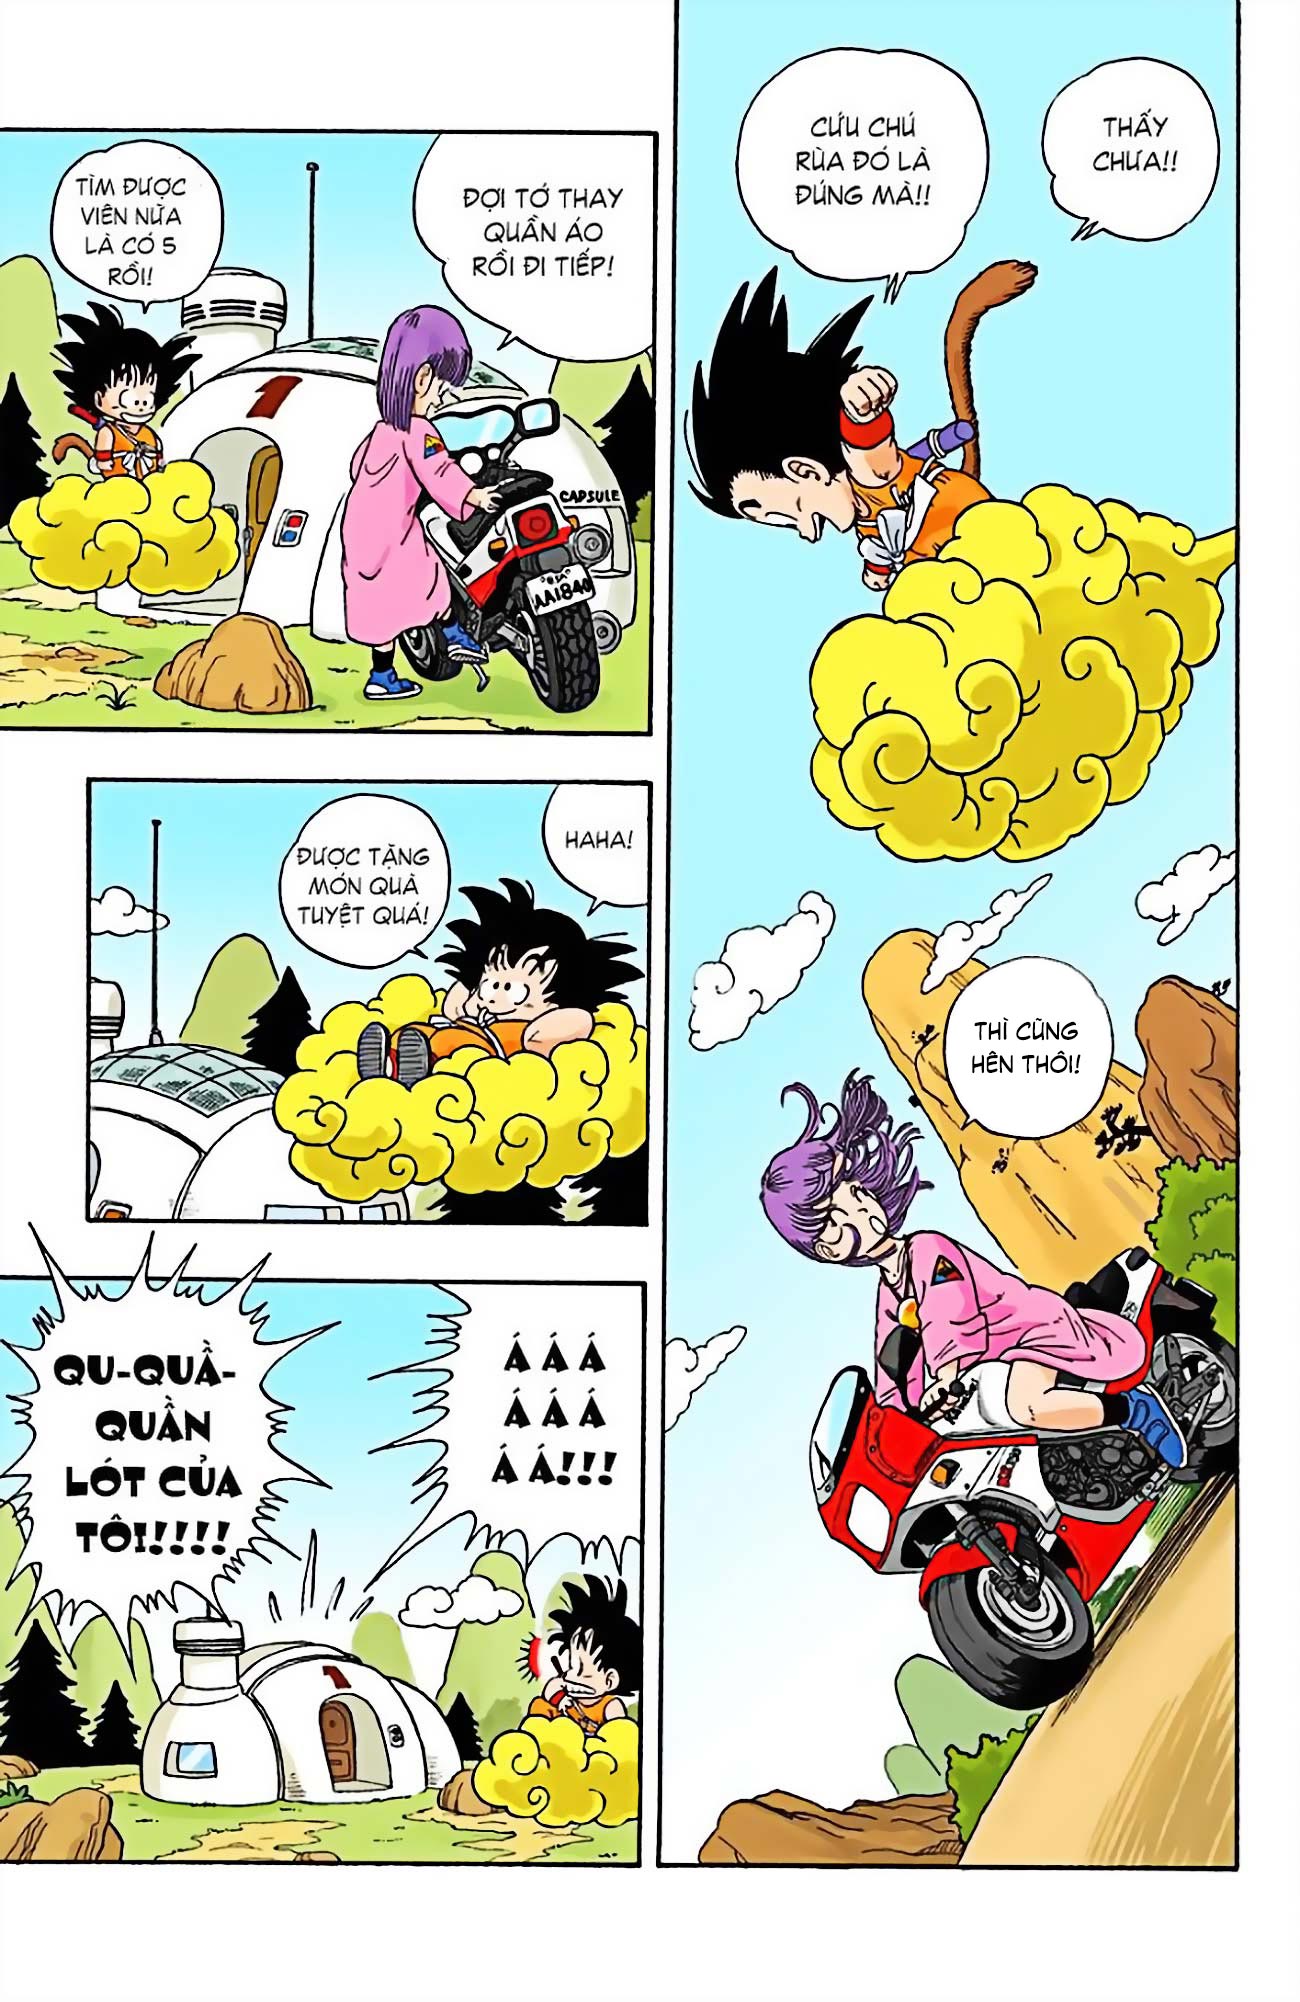 THẤY
CHƯA!!
CỨU CHÚ
RÙA ĐÓ LÀ
ĐÚNG MÀ!!
THÌ CŨNG
HÊN THÔI!
ĐỢI TỚ THAY
QUẦN ÁO
RỒI ĐI TIẾP!
TÌM ĐƯỢC
VIÊN NỮA
LÀ CÓ 5
RỒI!
1
CAPSULE
AA1840
HAHA!
ĐƯỢC TẶNG
MÓN QUÀ
TUYỆT QUÁ!
Á Á Á
Á Á Á
Á Á!!!
QU-QUẦ-
QUẦN
LÓT CỦA
TÔI!!!!
1